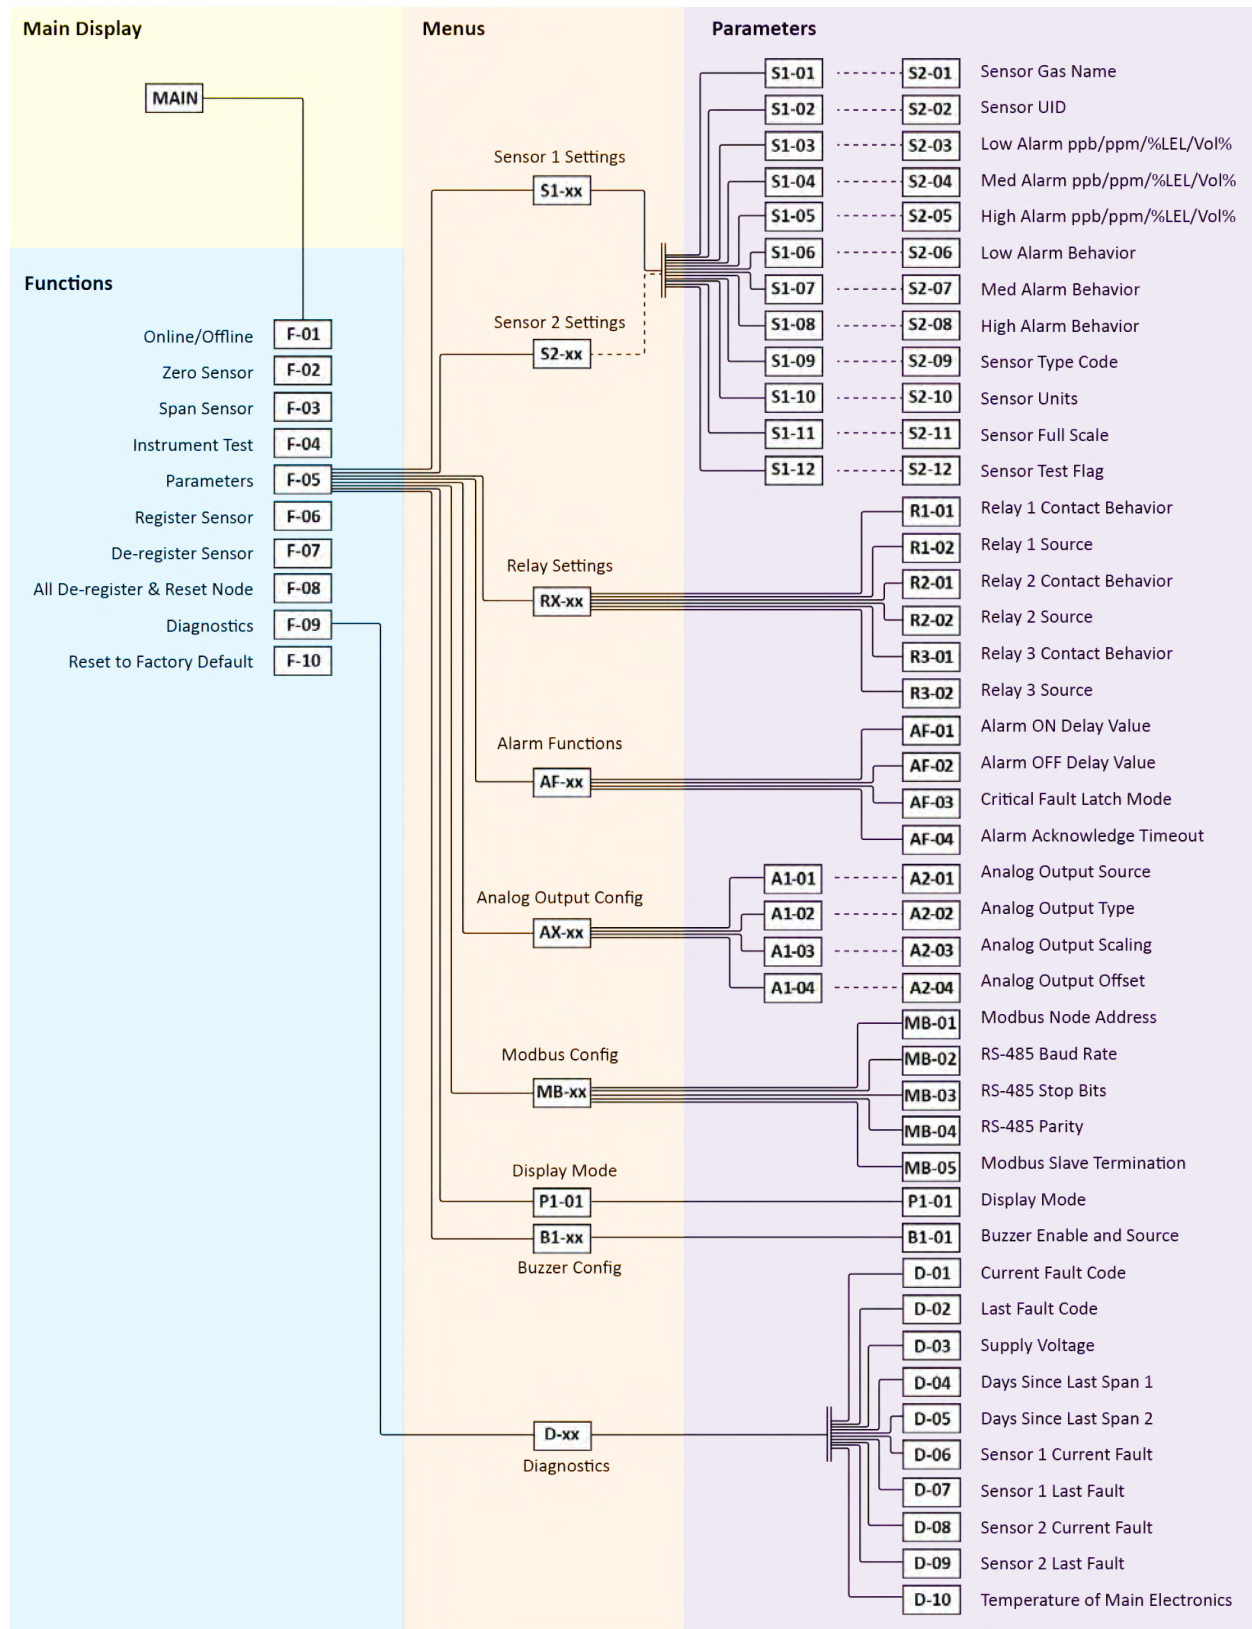 Main Display
MAIN
Functions
Online/Offline F-01
Zero Sensor F-02
Span Sensor F-03
Instrument Test F-04
Parameters F-05
Register Sensor F-06
De-register Sensor F-07
All De-register & Reset Node F-08
Diagnostics F-09
Reset to Factory Default F-10
Menus
Sensor 1 Settings
S1-xx
Sensor 2 Settings
S2-xx
Relay Settings
RX-xx
Alarm Functions
AF-xx
Analog Output Config
AX-xx
Modbus Config
MB-xx
Display Mode
P1-01
B1-xx
Buzzer Config
D-xx
Diagnostics
Parameters
S1-01 S2-01 Sensor Gas Name
S1-02 S2-02 Sensor UID
S1-03 S2-03 Low Alarm ppb/ppm/%LEL/Vol%
S1-04 S2-04 Med Alarm ppb/ppm/%LEL/Vol%
S1-05 S2-05 High Alarm ppb/ppm/%LEL/Vol%
S1-06 S2-06 Low Alarm Behavior
S1-07 S2-07 Med Alarm Behavior
S1-08 S2-08 High Alarm Behavior
S1-09 S2-09 Sensor Type Code
S1-10 S2-10 Sensor Units
S1-11 S2-11 Sensor Full Scale
S1-12 S2-12 Sensor Test Flag
R1-01 Relay 1 Contact Behavior
R1-02 Relay 1 Source
R2-01 Relay 2 Contact Behavior
R2-02 Relay 2 Source
R3-01 Relay 3 Contact Behavior
R3-02 Relay 3 Source
AF-01 Alarm ON Delay Value
AF-02 Alarm OFF Delay Value
AF-03 Critical Fault Latch Mode
AF-04 Alarm Acknowledge Timeout
A1-01 A2-01 Analog Output Source
A1-02 A2-02 Analog Output Type
A1-03 A2-03 Analog Output Scaling
A1-04 A2-04 Analog Output Offset
MB-01 Modbus Node Address
MB-02 RS-485 Baud Rate
MB-03 RS-485 Stop Bits
MB-04 RS-485 Parity
MB-05 Modbus Slave Termination
P1-01 Display Mode
B1-01 Buzzer Enable and Source
D-01 Current Fault Code
D-02 Last Fault Code
D-03 Supply Voltage
D-04 Days Since Last Span 1
D-05 Days Since Last Span 2
D-06 Sensor 1 Current Fault
D-07 Sensor 1 Last Fault
D-08 Sensor 2 Current Fault
D-09 Sensor 2 Last Fault
D-10 Temperature of Main Electronics